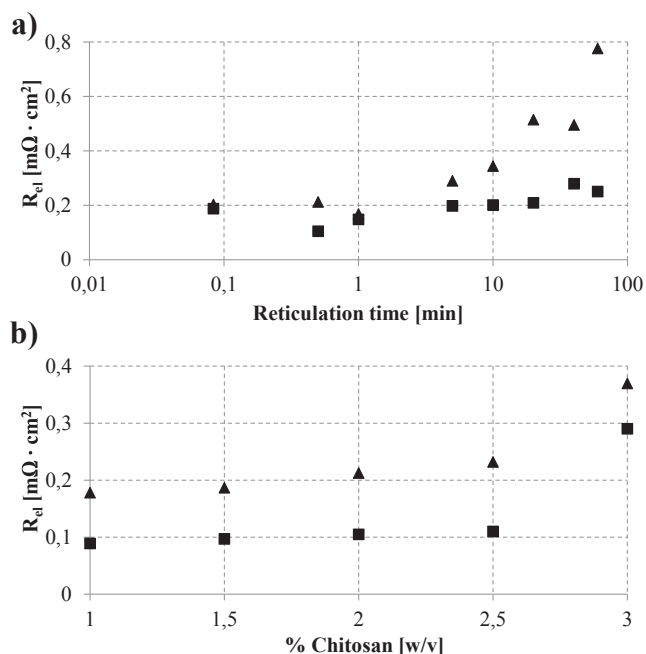 a)
0,8
0,6
0,4
0,2
0
R_el [mΩ · cm²]
0,01 0,1 1 10 100
Reticulation time [min]
b)
0,4
0,3
0,2
0,1
0
R_el [mΩ · cm²]
1 1,5 2 2,5 3
% Chitosan [w/v]